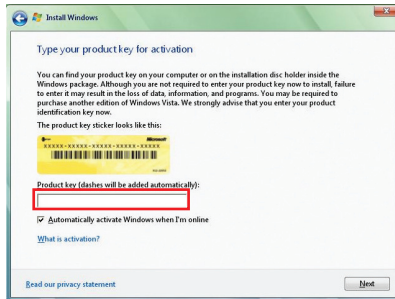 Install Windows
Type your product key for activation
You can find your product key on your computer or on the installation disc holder inside the
Windows package. Although you are not required to enter your product key now to install, failure
to enter it may result in the loss of data, information, and programs. You may be required to
purchase another edition of Windows Vista. We strongly advise that you enter your product
identification key now.
The product key sticker looks like this:
Microsoft
XXXXX-XXXXX-XXXXX-XXXXX-XXXXX
Product key (dashes will be added automatically):
Automatically activate Windows when I'm online
What is activation?
Read our privacy statement
Next